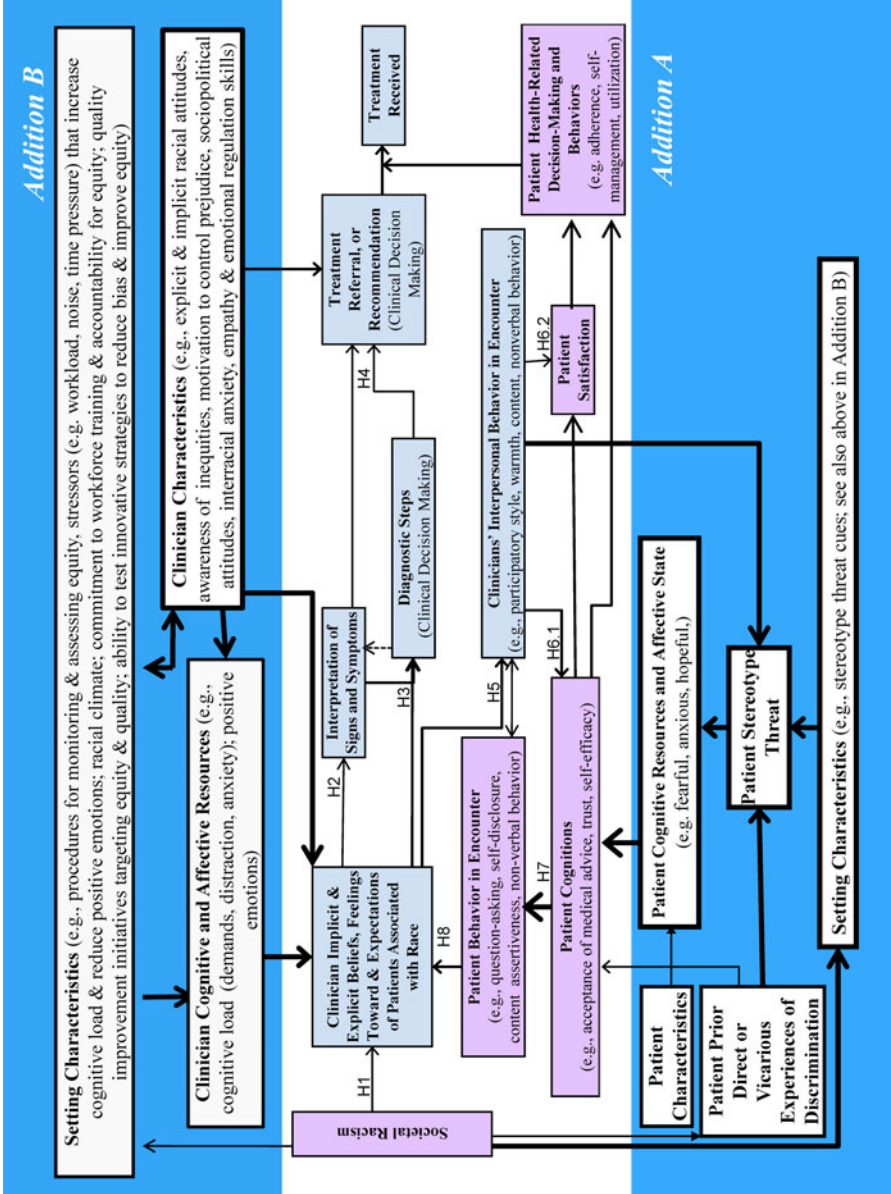 Addition B
Setting Characteristics (e.g., procedures for monitoring & assessing equity, stressors (e.g. workload, noise, time pressure) that increase
cognitive load & reduce positive emotions; racial climate; commitment to workforce training & accountability for equity; quality
improvement initiatives targeting equity & quality; ability to test innovative strategies to reduce bias & improve equity)
Clinician Cognitive and Affective Resources (e.g.,
cognitive load (demands, distraction, anxiety); positive
emotions)
Clinician Characteristics (e.g., explicit & implicit racial attitudes,
awareness of inequities, motivation to control prejudice, sociopolitical
attitudes, interracial anxiety, empathy & emotional regulation skills)
Societal Racism
H1
Clinician Implicit &
Explicit Beliefs, Feelings
Toward & Expectations
of Patients Associated
with Race
H2
Interpretation of
Signs and Symptoms
H3
Diagnostic Steps
(Clinical Decision Making)
H4
Treatment
Referral, or
Recommendation
(Clinical Decision
Making)
Treatment
Received
H8
Patient Behavior in Encounter
(e.g., question-asking, self-disclosure,
content assertiveness, non-verbal behavior)
H5
Clinicians' Interpersonal Behavior in Encounter
(e.g., participatory style, warmth, content, nonverbal behavior)
H7
Patient Cognitions
(e.g., acceptance of medical advice, trust, self-efficacy)
H6.1
H6.2
Patient
Satisfaction
Patient Health-Related
Decision-Making and
Behaviors
(e.g. adherence, self-
management, utilization)
Addition A
Patient
Characteristics
Patient Cognitive Resources and Affective State
(e.g. fearful, anxious, hopeful,)
Patient Prior
Direct or
Vicarious
Experiences of
Discrimination
Patient Stereotype
Threat
Setting Characteristics (e.g., stereotype threat cues; see also above in Addition B)